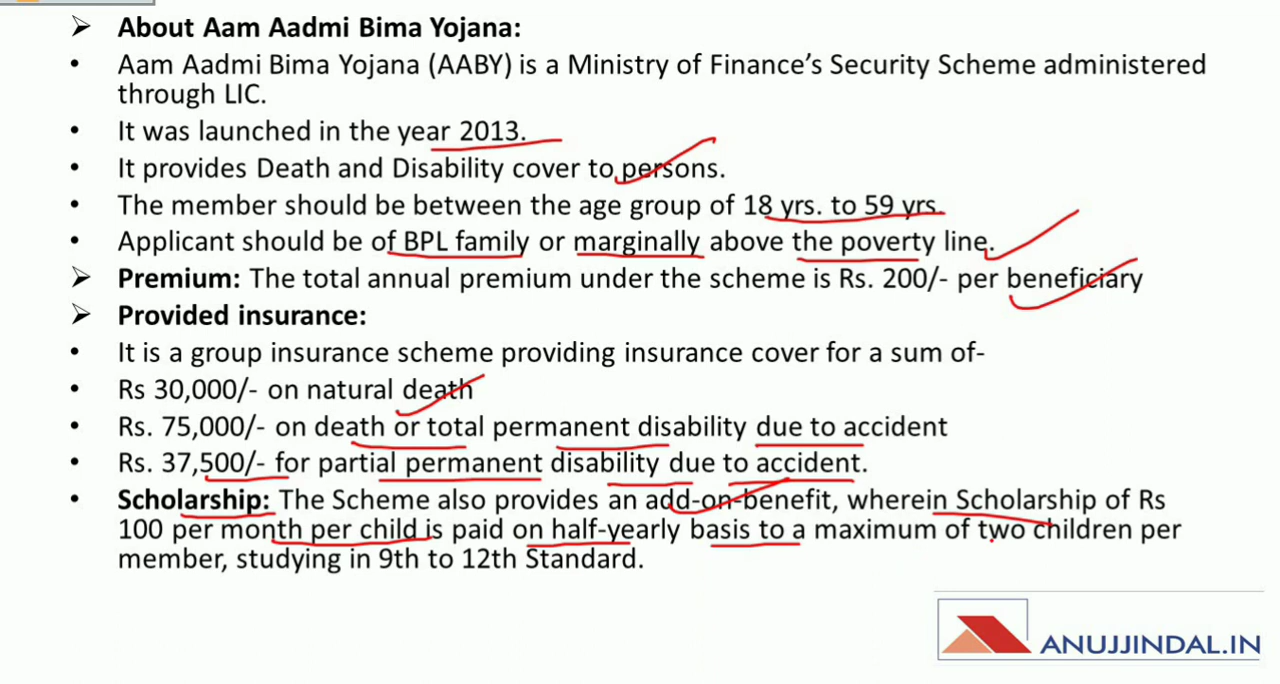 ➢ About Aam Aadmi Bima Yojana:
• Aam Aadmi Bima Yojana (AABY) is a Ministry of Finance’s Security Scheme administered
through LIC.
• It was launched in the year 2013.
• It provides Death and Disability cover to persons.
• The member should be between the age group of 18 yrs. to 59 yrs.
• Applicant should be of BPL family or marginally above the poverty line.
➢ Premium: The total annual premium under the scheme is Rs. 200/- per beneficiary
➢ Provided insurance:
• It is a group insurance scheme providing insurance cover for a sum of-
• Rs 30,000/- on natural death
• Rs. 75,000/- on death or total permanent disability due to accident
• Rs. 37,500/- for partial permanent disability due to accident.
• Scholarship: The Scheme also provides an add-on-benefit, wherein Scholarship of Rs
100 per month per child is paid on half-yearly basis to a maximum of two children per
member, studying in 9th to 12th Standard.
ANUJJINDAL.IN